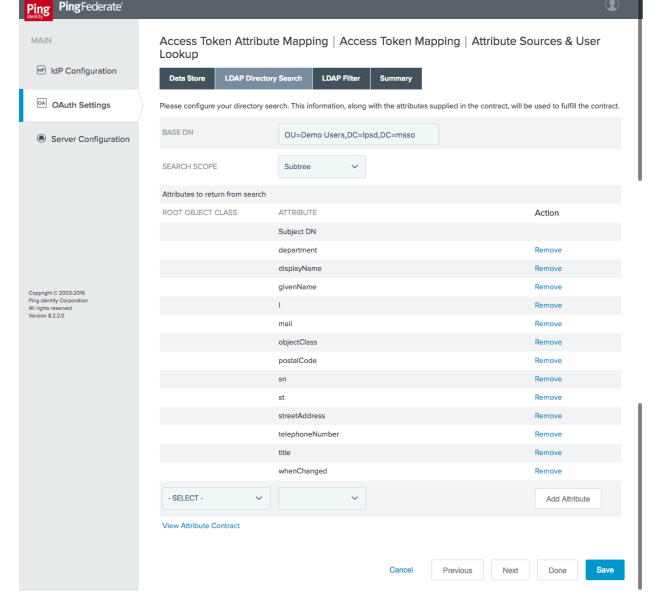 Ping
Identity
PingFederate®
MAIN
IdP Configuration
OAuth Settings
Server Configuration
Copyright © 2003-2016
Ping Identity Corporation
All rights reserved
Version 8.2.2.0
Access Token Attribute Mapping | Access Token Mapping | Attribute Sources & User
Lookup
Data Store LDAP Directory Search LDAP Filter Summary
Please configure your directory search. This information, along with the attributes supplied in the contract, will be used to fulfill the contract.
BASE DN OU=Demo Users,DC=lpsd,DC=msso
SEARCH SCOPE Subtree
Attributes to return from search
ROOT OBJECT CLASS ATTRIBUTE Action
Subject DN
department Remove
displayName Remove
givenName Remove
l Remove
mail Remove
objectClass Remove
postalCode Remove
sn Remove
st Remove
streetAddress Remove
telephoneNumber Remove
title Remove
whenChanged Remove
- SELECT - Add Attribute
View Attribute Contract
Cancel Previous Next Done Save